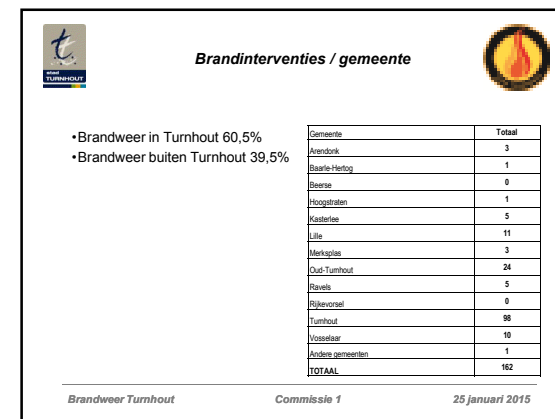 t.
stad
TURNHOUT
Brandinterventies / gemeente
•Brandweer in Turnhout 60,5%
•Brandweer buiten Turnhout 39,5%
Gemeente Totaal
Arendonk 3
Baarle-Hertog 1
Beerse 0
Hoogstraten 1
Kasterlee 5
Lille 11
Merksplas 3
Oud-Turnhout 24
Ravels 5
Rijkevorsel 0
Turnhout 98
Vosselaar 10
Andere gemeenten 1
TOTAAL 162
Brandweer Turnhout Commissie 1 25 januari 2015